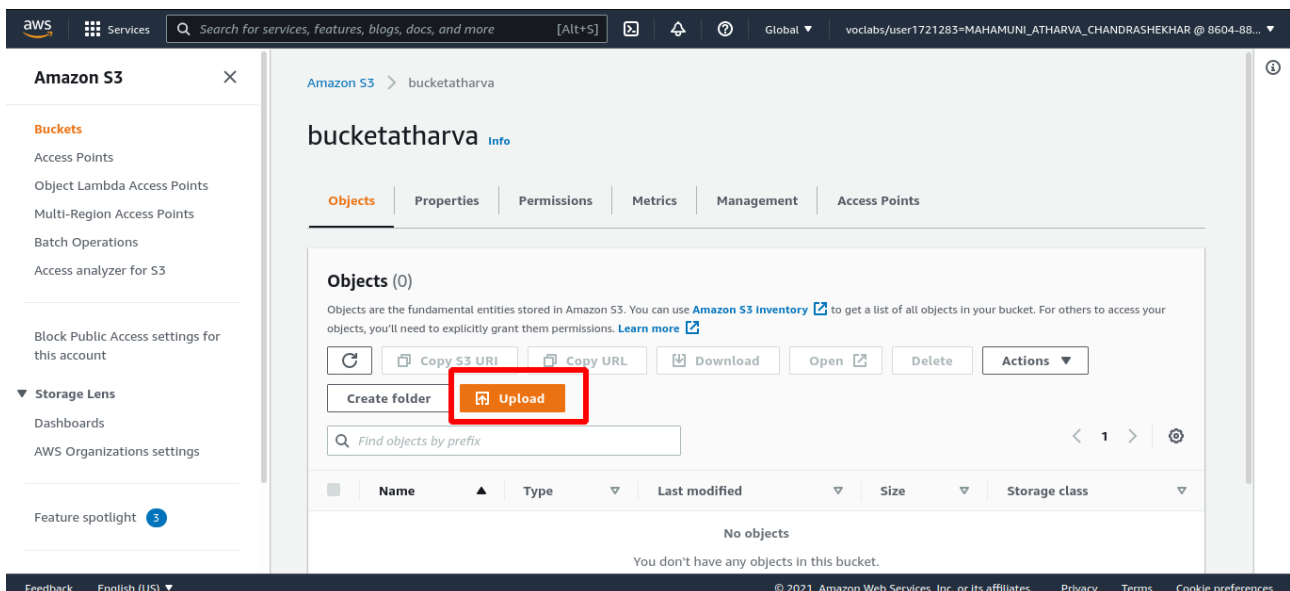 aws Services Search for services, features, blogs, docs, and more [Alt+S] Global ▼ voclabs/user1721283=MAHAMUNI_ATHARVA_CHANDRASHEKHAR @ 8604-88... ▼
Amazon S3
Buckets
Access Points
Object Lambda Access Points
Multi-Region Access Points
Batch Operations
Access analyzer for S3
Block Public Access settings for
this account
▼ Storage Lens
Dashboards
AWS Organizations settings
Feature spotlight 3
Amazon S3 > bucketatharva
bucketatharva Info
Objects Properties Permissions Metrics Management Access Points
Objects (0)
Objects are the fundamental entities stored in Amazon S3. You can use Amazon S3 inventory to get a list of all objects in your bucket. For others to access your
objects, you'll need to explicitly grant them permissions. Learn more
Copy S3 URI Copy URL Download Open Delete Actions ▼
Create folder Upload
Find objects by prefix < 1 >
Name ▲ Type ▽ Last modified ▽ Size ▽ Storage class ▽
No objects
You don't have any objects in this bucket.
Feedback English (US) ▼ © 2021, Amazon Web Services, Inc. or its affiliates. Privacy Terms Cookie preferences